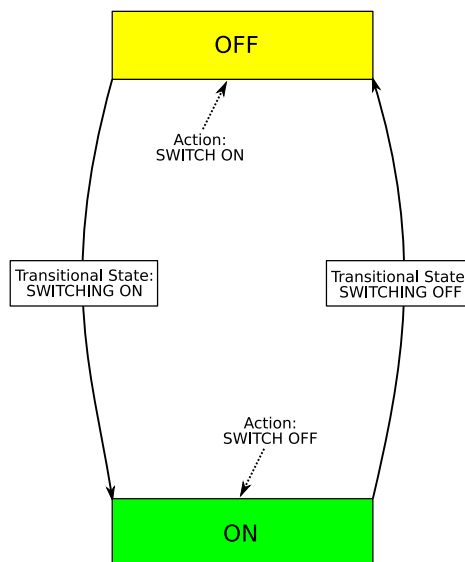 OFF
Action:
SWITCH ON
Transitional State:
SWITCHING ON
Transitional State:
SWITCHING OFF
Action:
SWITCH OFF
ON